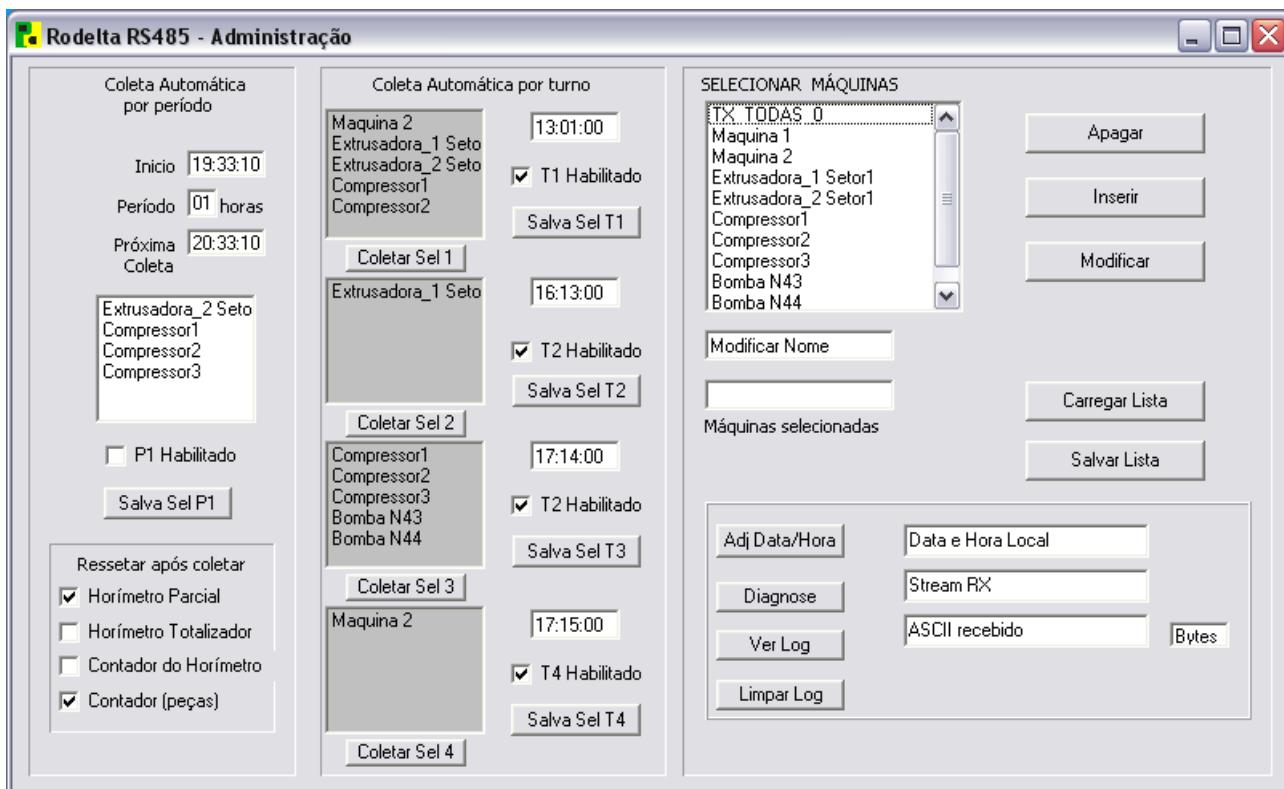 Rodelta RS485 - Administração
Coleta Automática
por período
Inicio 19:33:10
Período 01 horas
Próxima 20:33:10
Coleta
Extrusadora_2 Seto
Compressor1
Compressor2
Compressor3
P1 Habilitado
Salva Sel P1
Ressetar após coletar
Horímetro Parcial
Horímetro Totalizador
Contador do Horímetro
Contador (peças)
Coleta Automática por turno
Maquina 2
Extrusadora_1 Seto
Extrusadora_2 Seto
Compressor1
Compressor2
13:01:00
T1 Habilitado
Salva Sel T1
Coletar Sel 1
Extrusadora_1 Seto
16:13:00
T2 Habilitado
Salva Sel T2
Coletar Sel 2
Compressor1
Compressor2
Compressor3
Bomba N43
Bomba N44
17:14:00
T2 Habilitado
Salva Sel T3
Coletar Sel 3
Maquina 2
17:15:00
T4 Habilitado
Salva Sel T4
Coletar Sel 4
SELECIONAR MÁQUINAS
TX_TODAS_0
Maquina 1
Maquina 2
Extrusadora_1 Setor1
Extrusadora_2 Setor1
Compressor1
Compressor2
Compressor3
Bomba N43
Bomba N44
Apagar
Inserir
Modificar
Modificar Nome
Máquinas selecionadas
Carregar Lista
Salvar Lista
Adj Data/Hora
Data e Hora Local
Diagnose
Stream RX
Ver Log
ASCII recebido
Bytes
Limpar Log